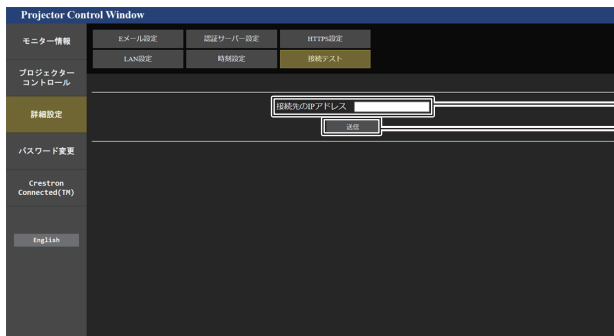 Projector Control Window
モニター情報
プロジェクター
コントロール
詳細設定
パスワード変更
Crestron
Connected(TM)
English
Eメール設定
認証サーバー設定
HTTPS設定
LAN設定
時刻設定
接続テスト
接続先のIPアドレス
送信